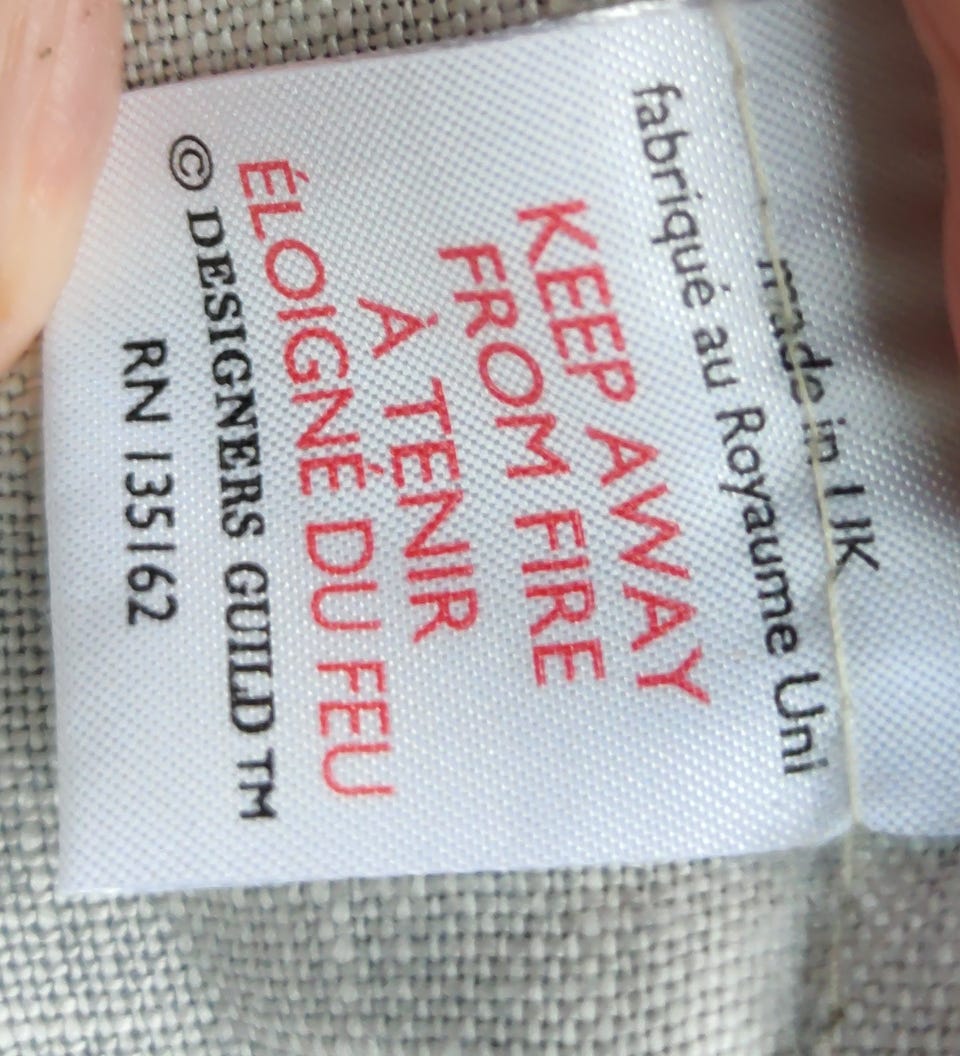 made in UK
fabriqué au Royaume Uni
KEEP AWAY
FROM FIRE
À TENIR
ÉLOIGNÉ DU FEU
© DESIGNERS GUILD TM
RN 135162